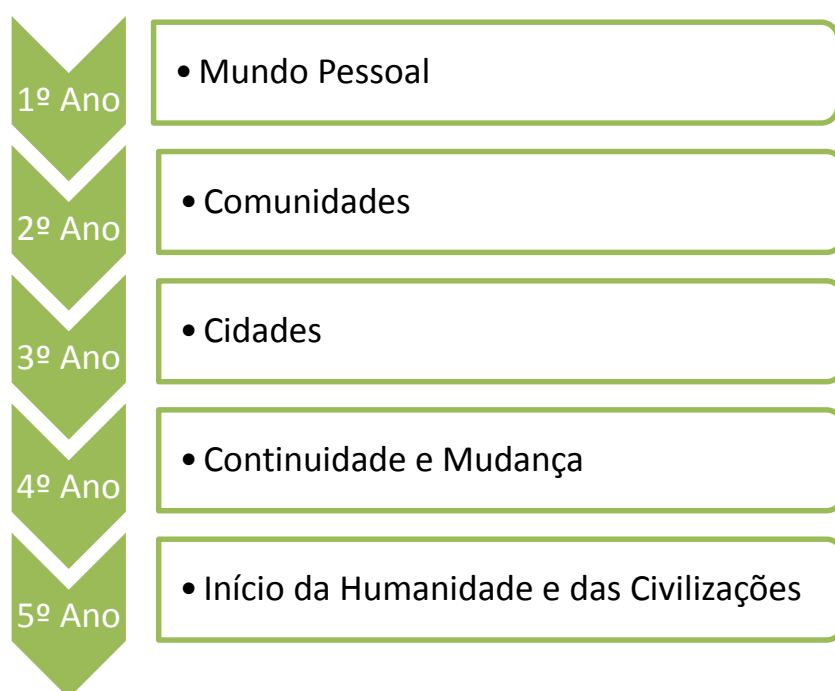 1º Ano
• Mundo Pessoal
2º Ano
• Comunidades
3º Ano
• Cidades
4º Ano
• Continuidade e Mudança
5º Ano
• Início da Humanidade e das Civilizações